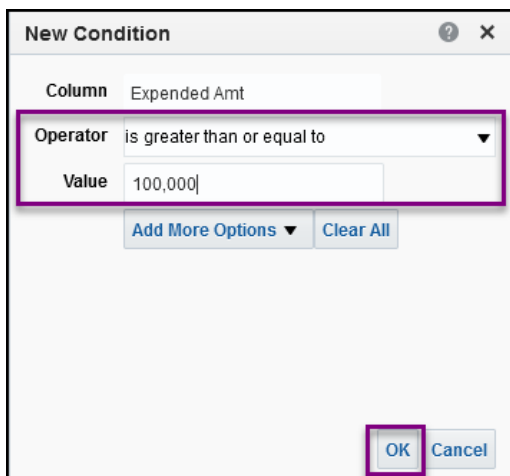 New Condition
Column Expended Amt
Operator is greater than or equal to
Value 100,000
Add More Options Clear All
OK Cancel